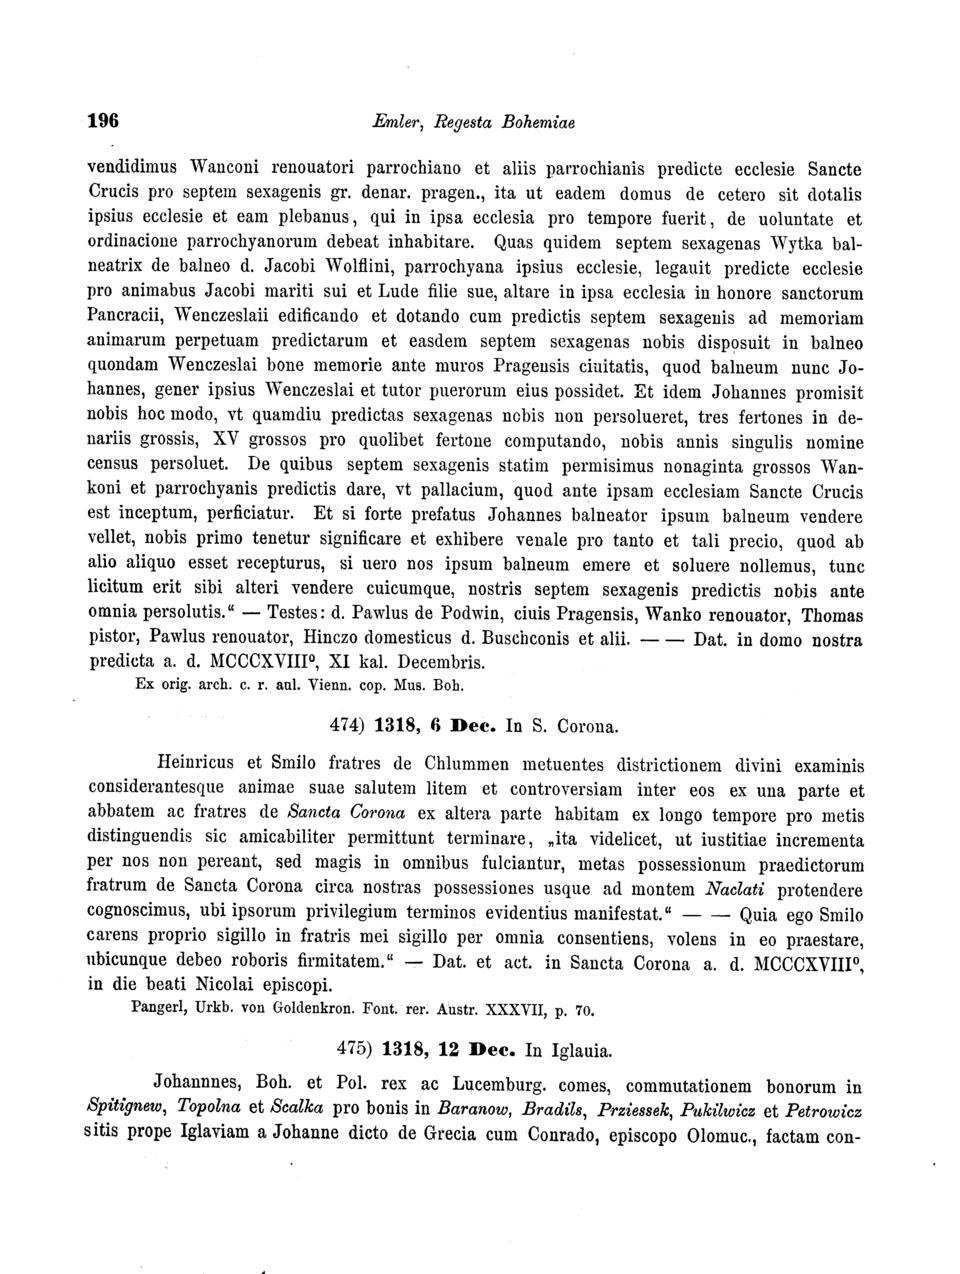 196 Emler, Regesta Bohemiae
vendidimus Wanconi renouatori parrochiano et aliis parrochianis predicte ecclesie Sancte
Crucis pro septem sexagenis gr. denar. pragen., ita ut eadem domus de cetero sit dotalis
ipsius ecclesie et eam plebanus, qui in ipsa ecclesia pro tempore fuerit, de uoluntate et
ordinacione parrochyanorum debeat inhabitare. Quas quidem septem sexagenas Wytka bal-
neatrix de balneo d. Jacobi Wolflini, parrochyana ipsius ecclesie, legauit predicte ecclesie
pro animabus Jacobi mariti sui et Lude filie sue, altare in ipsa ecclesia in honore sanctorum
Pancracii, Wenczeslaii edificando et dotando cum predictis septem sexagenis ad memoriam
animarum perpetuam predictarum et easdem septem sexagenas nobis disposuit in balneo
quondam Wenczeslai bone memorie ante muros Pragensis ciuitatis, quod balneum nunc Jo-
hannes, gener ipsius Wenczeslai et tutor puerorum eius possidet. Et idem Johannes promisit
nobis hoc modo, vt quamdiu predictas sexagenas nobis non persolueret, tres fertones in de-
nariis grossis, XV grossos pro quolibet fertone computando, nobis annis singulis nomine
census persoluet. De quibus septem sexagenis statim permisimus nonaginta grossos Wan-
koni et parrochyanis predictis dare, vt pallacium, quod ante ipsam ecclesiam Sancte Crucis
est inceptum, perficiatur. Et si forte prefatus Johannes balneator ipsum balneum vendere
vellet, nobis primo tenetur significare et exhibere venale pro tanto et tali precio, quod ab
alio aliquo esset recepturus, si uero nos ipsum balneum emere et soluere nollemus, tunc
licitum erit sibi alteri vendere cuicumque, nostris septem sexagenis predictis nobis ante
omnia persolutis.“ — Testes: d. Pawlus de Podwin, ciuis Pragensis, Wanko renouator, Thomas
pistor, Pawlus renouator, Hinczo domesticus d. Buschconis et alii. — — Dat. in domo nostra
predicta a. d. MCCCXVIII⁰, XI kal. Decembris.
Ex orig. arch. c. r. aul. Vienn. cop. Mus. Boh.
474) 1318, 6 Dec. In S. Corona.
Heinricus et Smilo fratres de Chlummen metuentes districtionem divini examinis
considerantesque animae suae salutem litem et controversiam inter eos ex una parte et
abbatem ac fratres de Sancta Corona ex altera parte habitam ex longo tempore pro metis
distinguendis sic amicabiliter permittunt terminare, „ita videlicet, ut iustitiae incrementa
per nos non pereant, sed magis in omnibus fulciantur, metas possessionum praedictorum
fratrum de Sancta Corona circa nostras possessiones usque ad montem Naclati protendere
cognoscimus, ubi ipsorum privilegium terminos evidentius manifestat.“ — — Quia ego Smilo
carens proprio sigillo in fratris mei sigillo per omnia consentiens, volens in eo praestare,
ubicunque debeo roboris firmitatem.“ — Dat. et act. in Sancta Corona a. d. MCCCXVIII⁰,
in die beati Nicolai episcopi.
Pangerl, Urkb. von Goldenkron. Font. rer. Austr. XXXVII, p. 70.
475) 1318, 12 Dec. In Iglauia.
Johannnes, Boh. et Pol. rex ac Lucemburg. comes, commutationem bonorum in
Spitignew, Topolna et Scalka pro bonis in Baranow, Bradils, Prziessek, Pukilwicz et Petrowicz
sitis prope Iglaviam a Johanne dicto de Grecia cum Conrado, episcopo Olomuc., factam con-